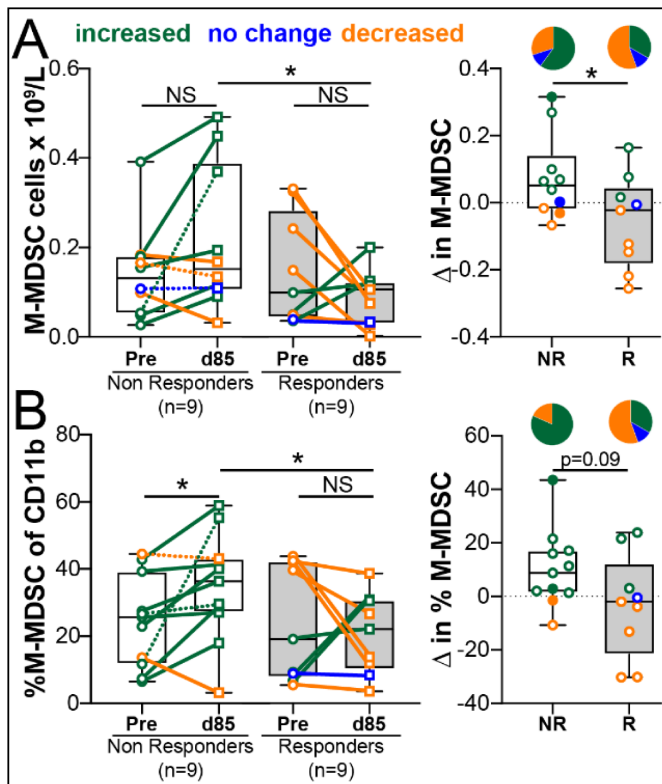 A
increased no change decreased
M-MDSC cells x 10⁹/L
0.6
0.4
0.2
0.0
NS
*
NS
Pre d85 Pre d85
Non Responders Responders
(n=9) (n=9)
Δ in M-MDSC
0.4
0.2
0.0
-0.2
-0.4
*
NR R
B
%M-MDSC of CD11b
80
60
40
20
0
*
*
NS
Pre d85 Pre d85
Non Responders Responders
(n=9) (n=9)
Δ in % M-MDSC
60
40
20
0
-20
-40
p=0.09
NR R